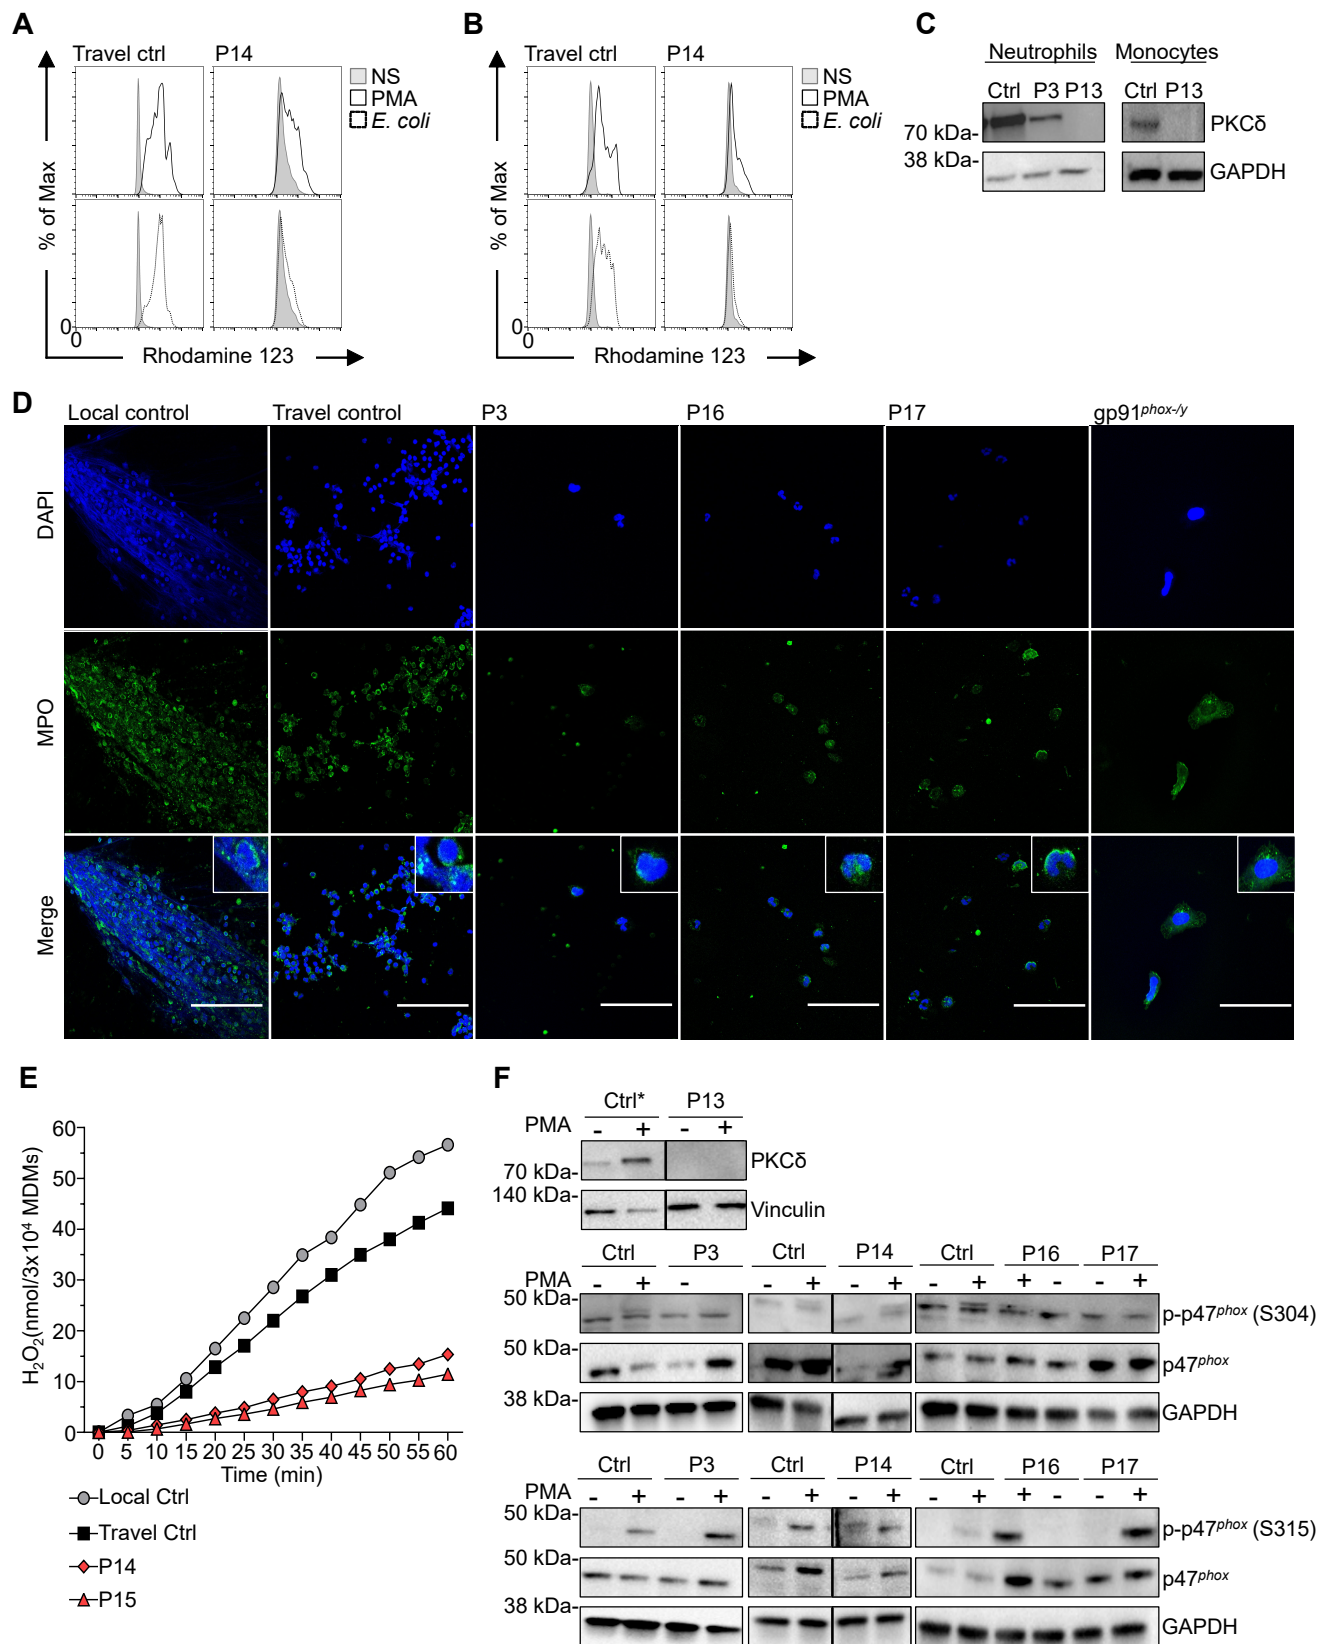 A
Travel ctrl P14
NS
PMA
E. coli
% of Max
0
0
Rhodamine 123
B
Travel ctrl P14
NS
PMA
E. coli
% of Max
0
0
Rhodamine 123
C
Neutrophils Monocytes
Ctrl P3 P13 Ctrl P13
70 kDa- PKCδ
38 kDa- GAPDH
D
Local control Travel control P3 P16 P17 gp91phox-/y
DAPI
MPO
Merge
E
H₂O₂(nmol/3x10⁴ MDMs)
60
50
40
30
20
10
0
0 5 10 15 20 25 30 35 40 45 50 55 60
Time (min)
Local Ctrl
Travel Ctrl
P14
P15
F
Ctrl* P13
PMA - + - +
70 kDa- PKCδ
140 kDa- Vinculin
Ctrl P3 Ctrl P14 Ctrl P16 P17
PMA - + - + - + - + - + + - - +
50 kDa- p-p47phox (S304)
50 kDa- p47phox
38 kDa- GAPDH
Ctrl P3 Ctrl P14 Ctrl P16 P17
PMA - + - + - + - + - + + - - +
50 kDa- p-p47phox (S315)
50 kDa- p47phox
38 kDa- GAPDH